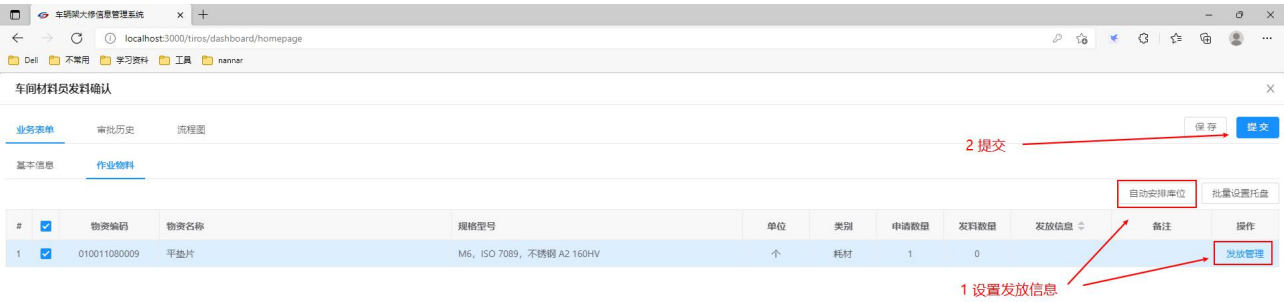 车辆架大修信息管理系统
localhost:3000/tiros/dashboard/homepage
Dell 不常用 学习资料 工具 nannar
车间材料员发料确认
业务表单 审批历史 流程图 保存 提交
2 提交
基本信息 作业物料
自动安排库位 批量设置托盘
# 物资编码 物资名称 规格型号 单位 类别 申请数量 发料数量 发放信息 备注 操作
1 010011080009 平垫片 M6，ISO 7089，不锈钢 A2 160HV 个 耗材 1 0 发放管理
1 设置发放信息